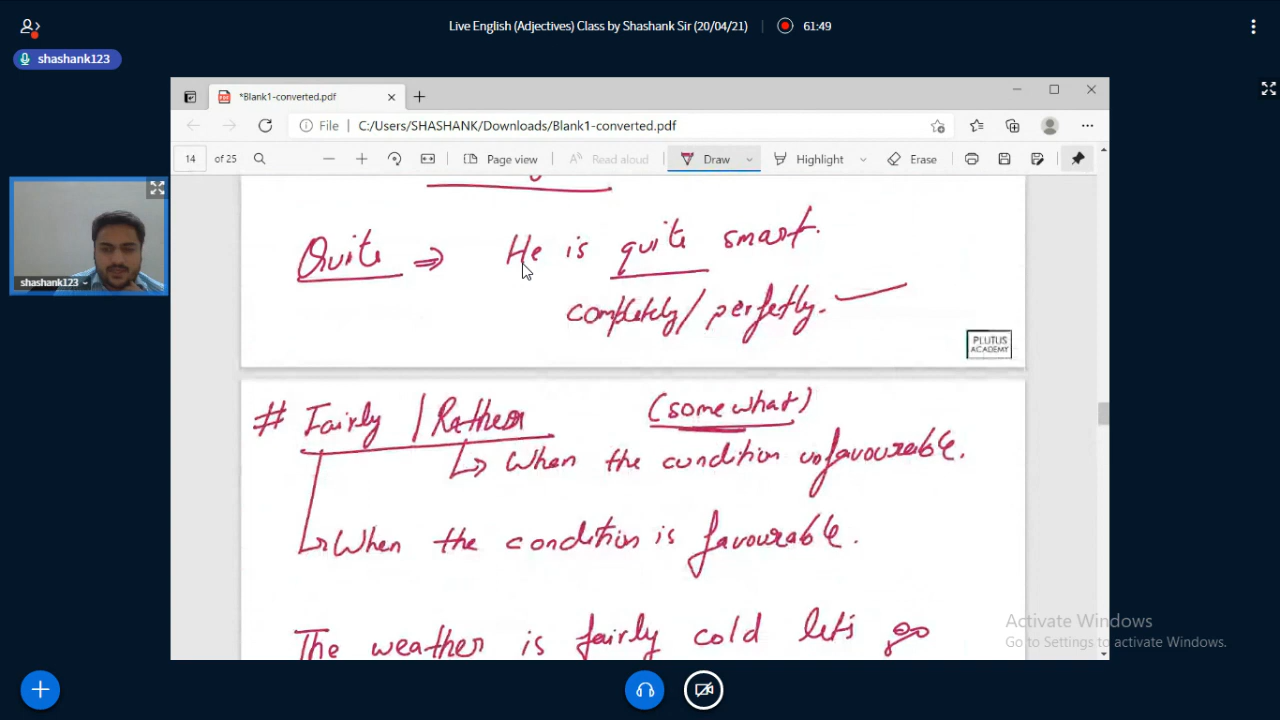 Live English (Adjectives) Class by Shashank Sir (20/04/21)
61:49
shashank123
*Blank1-converted.pdf
File
C:/Users/SHASHANK/Downloads/Blank1-converted.pdf
14 of 25
Page view
Read aloud
Draw
Highlight
Erase
Quite ⇒ He is quite smart.
completely/perfectly.
PLUTUS
ACADEMY
# Fairly / Rather (somewhat)
↳ When the condition unfavourable.
↳ When the condition is favourable.
The weather is fairly cold let's go
shashank123
Activate Windows
Go to Settings to activate Windows.